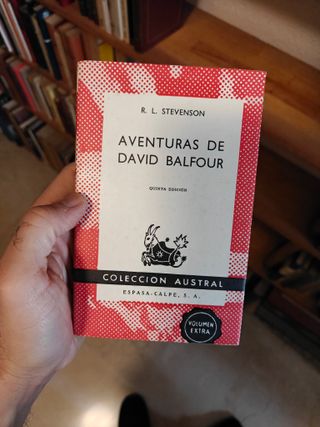 R. L. STEVENSON
AVENTURAS DE
DAVID BALFOUR
QUINTA EDICIÓN
COLECCION AUSTRAL
ESPASA-CALPE, S. A.
VOLUMEN
EXTRA